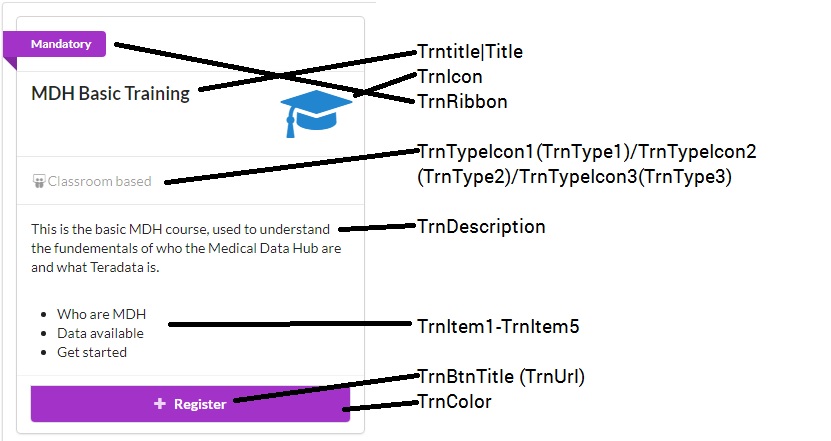 Mandatory
Trntitle|Title
TrnIcon
MDH Basic Training
TrnRibbon
TrnTypeIcon1(TrnType1)/TrnTypeIcon2
(TrnType2)/TrnTypeIcon3(TrnType3)
Classroom based
This is the basic MDH course, used to understand
the fundementals of who the Medical Data Hub are
and what Teradata is.
TrnDescription
• Who are MDH
• Data available
• Get started
TrnItem1-TrnItem5
TrnBtnTitle (TrnUrl)
+ Register
TrnColor